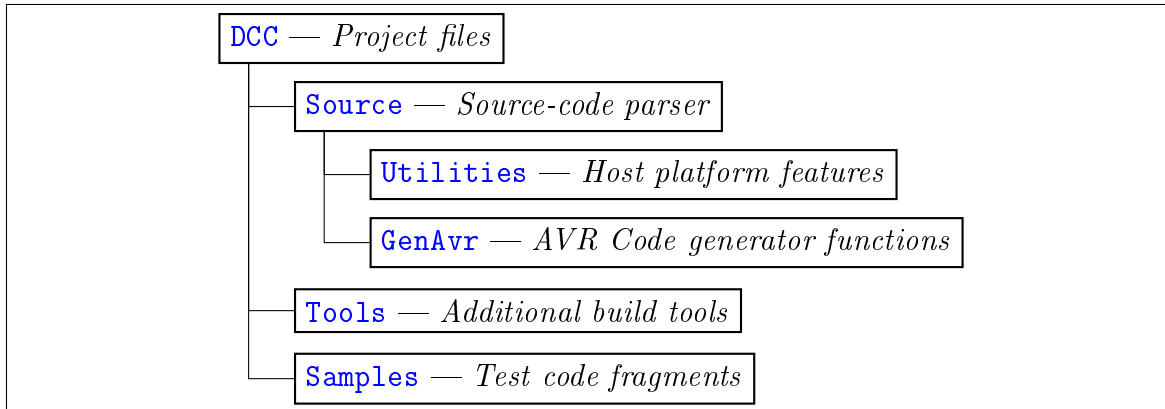 DCC — Project files
Source — Source-code parser
Utilities — Host platform features
GenAvr — AVR Code generator functions
Tools — Additional build tools
Samples — Test code fragments